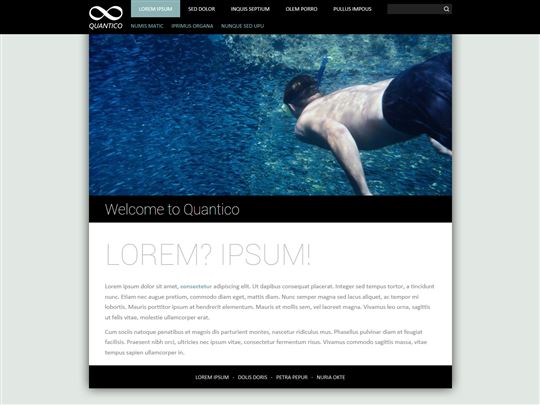 QUANTICO
LOREM IPSUM SED DOLOR INQUIS SEPTIUM OLEM PORRO PULLUS IMPOUS
NUMIS MATIC IPRIMUS ORGANA NUNQUE SED UPU
Welcome to Quantico
LOREM? IPSUM!
Lorem ipsum dolor sit amet, consectetur adipiscing elit. Ut dapibus consequat placerat. Integer sed tempus tortor, a tincidunt
nunc. Etiam nec augue pretium, commodo diam eget, mattis diam. Nunc semper magna sed lacus aliquet, ac tempor mi
lobortis. Mauris porttitor ipsum at hendrerit elementum. Mauris et mollis sem, vel laoreet magna. Vivamus leo urna, sagittis
ut felis vitae, molestie ullamcorper erat.
Cum sociis natoque penatibus et magnis dis parturient montes, nascetur ridiculus mus. Phasellus pulvinar diam et feugiat
facilisis. Praesent nibh orci, ultricies nec ipsum vitae, consectetur fermentum risus. Vivamus commodo sagittis massa, vitae
tempus sapien ullamcorper in.
LOREM IPSUM - DOLIS DORIS - PETRA PEPUR - NURIA OKTE